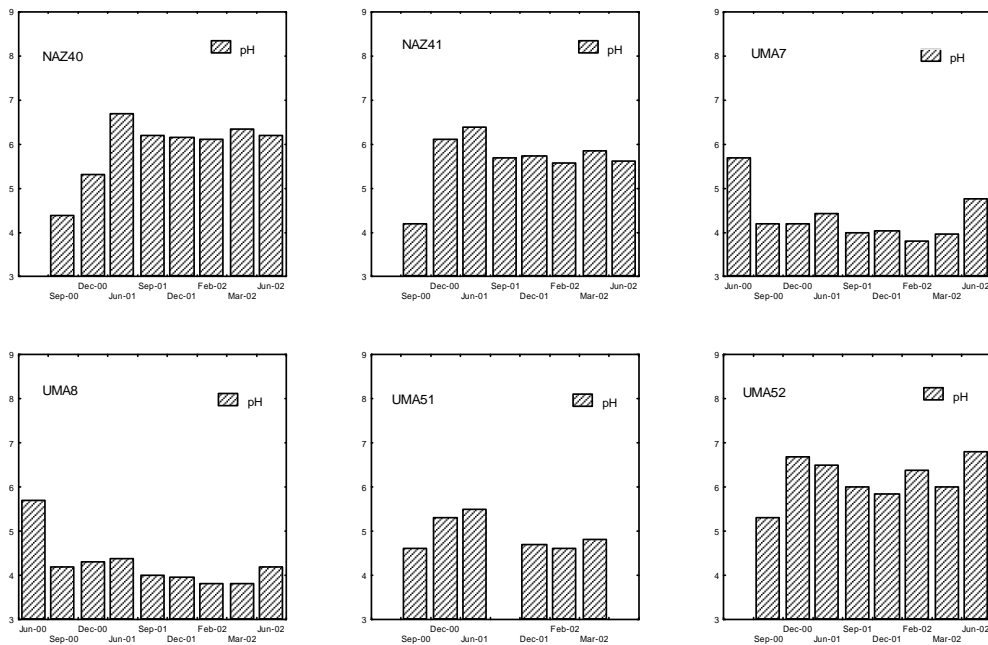 NAZ40
pH
9
8
7
6
5
4
3
Dec-00 Sep-01 Feb-02 Jun-02
Sep-00 Jun-01 Dec-01 Mar-02
NAZ41
pH
9
8
7
6
5
4
3
Dec-00 Sep-01 Feb-02 Jun-02
Sep-00 Jun-01 Dec-01 Mar-02
UMA7
pH
9
8
7
6
5
4
3
Jun-00 Dec-00 Sep-01 Feb-02 Jun-02
Sep-00 Jun-01 Dec-01 Mar-02
UMA8
pH
9
8
7
6
5
4
3
Jun-00 Dec-00 Sep-01 Feb-02 Jun-02
Sep-00 Jun-01 Dec-01 Mar-02
UMA51
pH
9
8
7
6
5
4
3
Dec-00 Feb-02
Sep-00 Jun-01 Dec-01 Mar-02
UMA52
pH
9
8
7
6
5
4
3
Dec-00 Sep-01 Feb-02 Jun-02
Sep-00 Jun-01 Dec-01 Mar-02